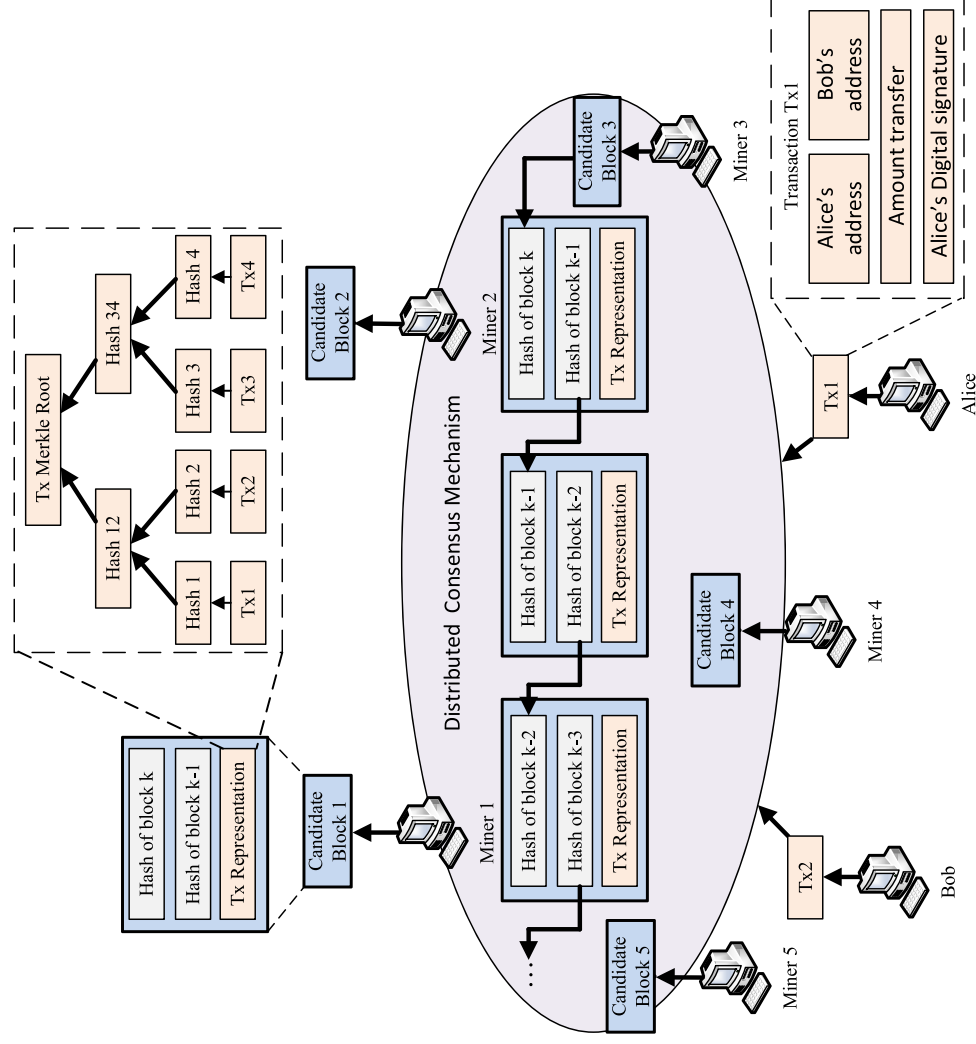 Tx Merkle Root
Hash 12
Hash 34
Hash 1
Hash 2
Hash 3
Hash 4
Tx1
Tx2
Tx3
Tx4
Hash of block k
Hash of block k-1
Tx Representation
Candidate
Block 1
Candidate
Block 2
Miner 1
Miner 2
Distributed Consensus Mechanism
...
Hash of block k-2
Hash of block k-3
Tx Representation
Hash of block k-1
Hash of block k-2
Tx Representation
Hash of block k
Hash of block k-1
Tx Representation
Candidate
Block 3
Miner 3
Candidate
Block 5
Miner 5
Candidate
Block 4
Miner 4
Tx2
Bob
Tx1
Alice
Transaction Tx1
Alice's
address
Bob's
address
Amount transfer
Alice's Digital signature